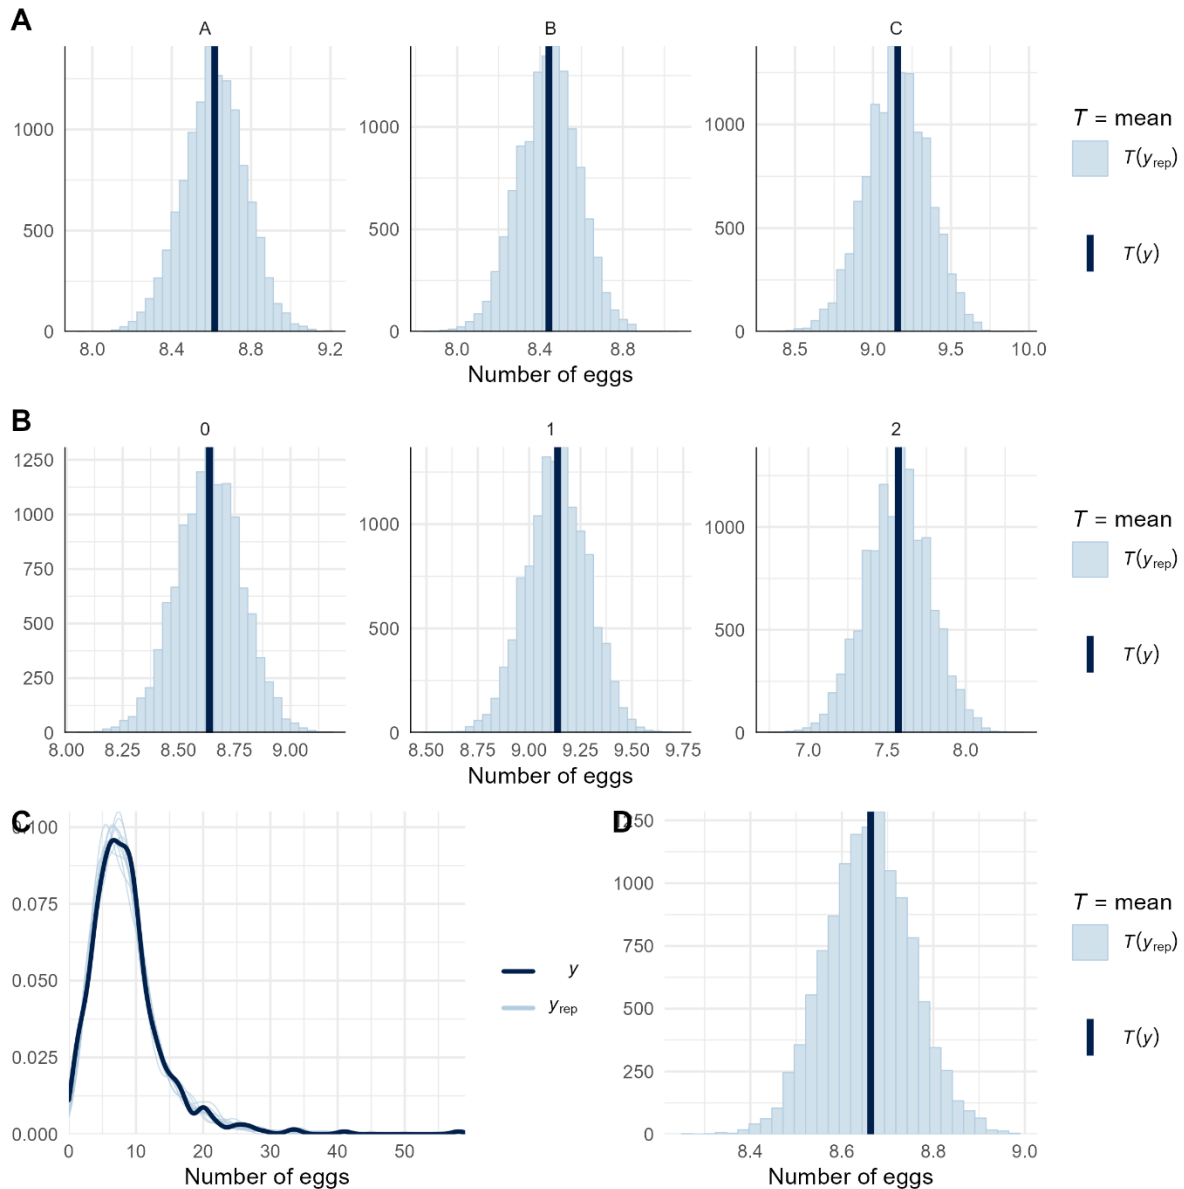 A
A
B
C
1000
500
0
8.0 8.4 8.8 9.2
1000
500
0
8.0 8.4 8.8
1000
500
0
8.5 9.0 9.5 10.0
Number of eggs
T = mean
T(yrep)
T(y)
B
0
1
2
1250
1000
750
500
250
0
8.00 8.25 8.50 8.75 9.00
1000
500
0
8.50 8.75 9.00 9.25 9.50 9.75
1000
500
0
7.0 7.5 8.0
Number of eggs
T = mean
T(yrep)
T(y)
C
0.100
0.075
0.050
0.025
0.000
0 10 20 30 40 50
Number of eggs
y
yrep
D
1250
1000
750
500
250
0
8.4 8.6 8.8 9.0
Number of eggs
T = mean
T(yrep)
T(y)